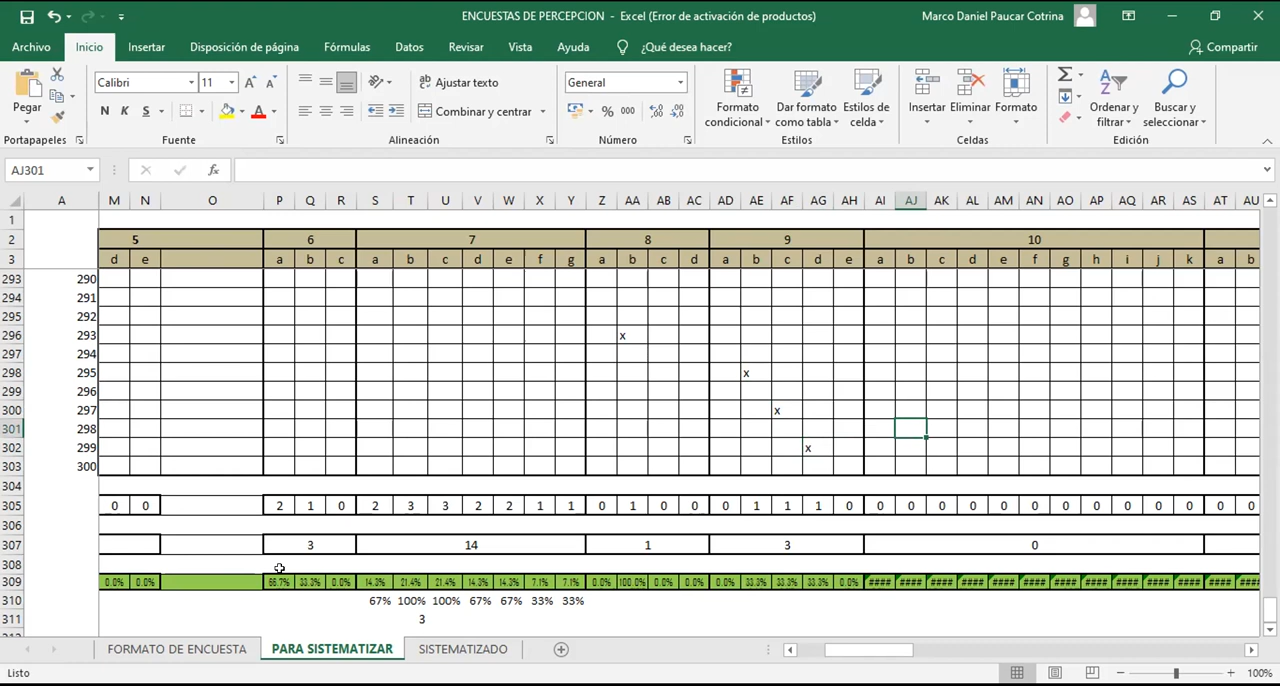 ENCUESTAS DE PERCEPCION - Excel (Error de activación de productos)
Marco Daniel Paucar Cotrina
Archivo Inicio Insertar Disposición de página Fórmulas Datos Revisar Vista Ayuda ¿Qué desea hacer? Compartir
Pegar
Calibri 11
Ajustar texto
General
Formato condicional
Dar formato como tabla
Estilos de celda
Insertar
Eliminar
Formato
Ordenar y filtrar
Buscar y seleccionar
N K S
Combinar y centrar
% 000
Portapapeles Fuente Alineación Número Estilos Celdas Edición
AJ301 fx
A M N O P Q R S T U V W X Y Z AA AB AC AD AE AF AG AH AI AJ AK AL AM AN AO AP AQ AR AS AT AU
1
2 5 6 7 8 9 10
3 d e a b c a b c d e f g a b c d a b c d e a b c d e f g h i j k a b
293 290
294 291
295 292
296 293 x
297 294
298 295 x
299 296
300 297 x
301 298
302 299 x
303 300
304
305 0 0 2 1 0 2 3 3 2 2 1 1 0 1 0 0 0 1 1 1 0 0 0 0 0 0 0 0 0 0 0 0 0 0
306
307 3 14 1 3 0
308
309 0.0% 0.0% 66.7% 33.3% 0.0% 14.3% 21.4% 21.4% 14.3% 14.3% 7.1% 7.1% 0.0% 100.0% 0.0% 0.0% 0.0% 33.3% 33.3% 33.3% 0.0% #### #### #### #### #### #### #### #### #### #### #### #### ####
310 67% 100% 100% 67% 67% 33% 33%
311 3
FORMATO DE ENCUESTA PARA SISTEMATIZAR SISTEMATIZADO
Listo 100%